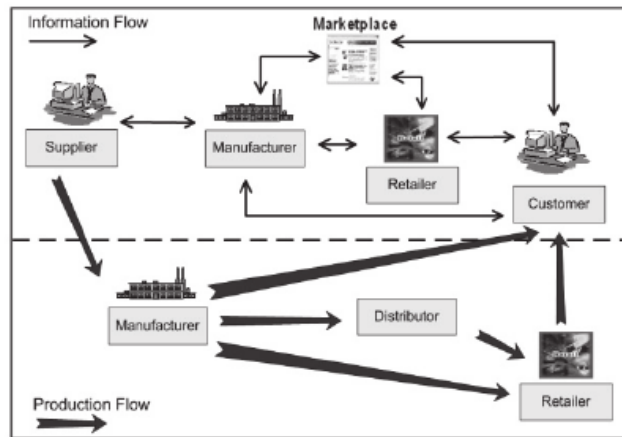 Information Flow
Marketplace
Supplier
Manufacturer
Retailer
Customer
Manufacturer
Distributor
Retailer
Production Flow